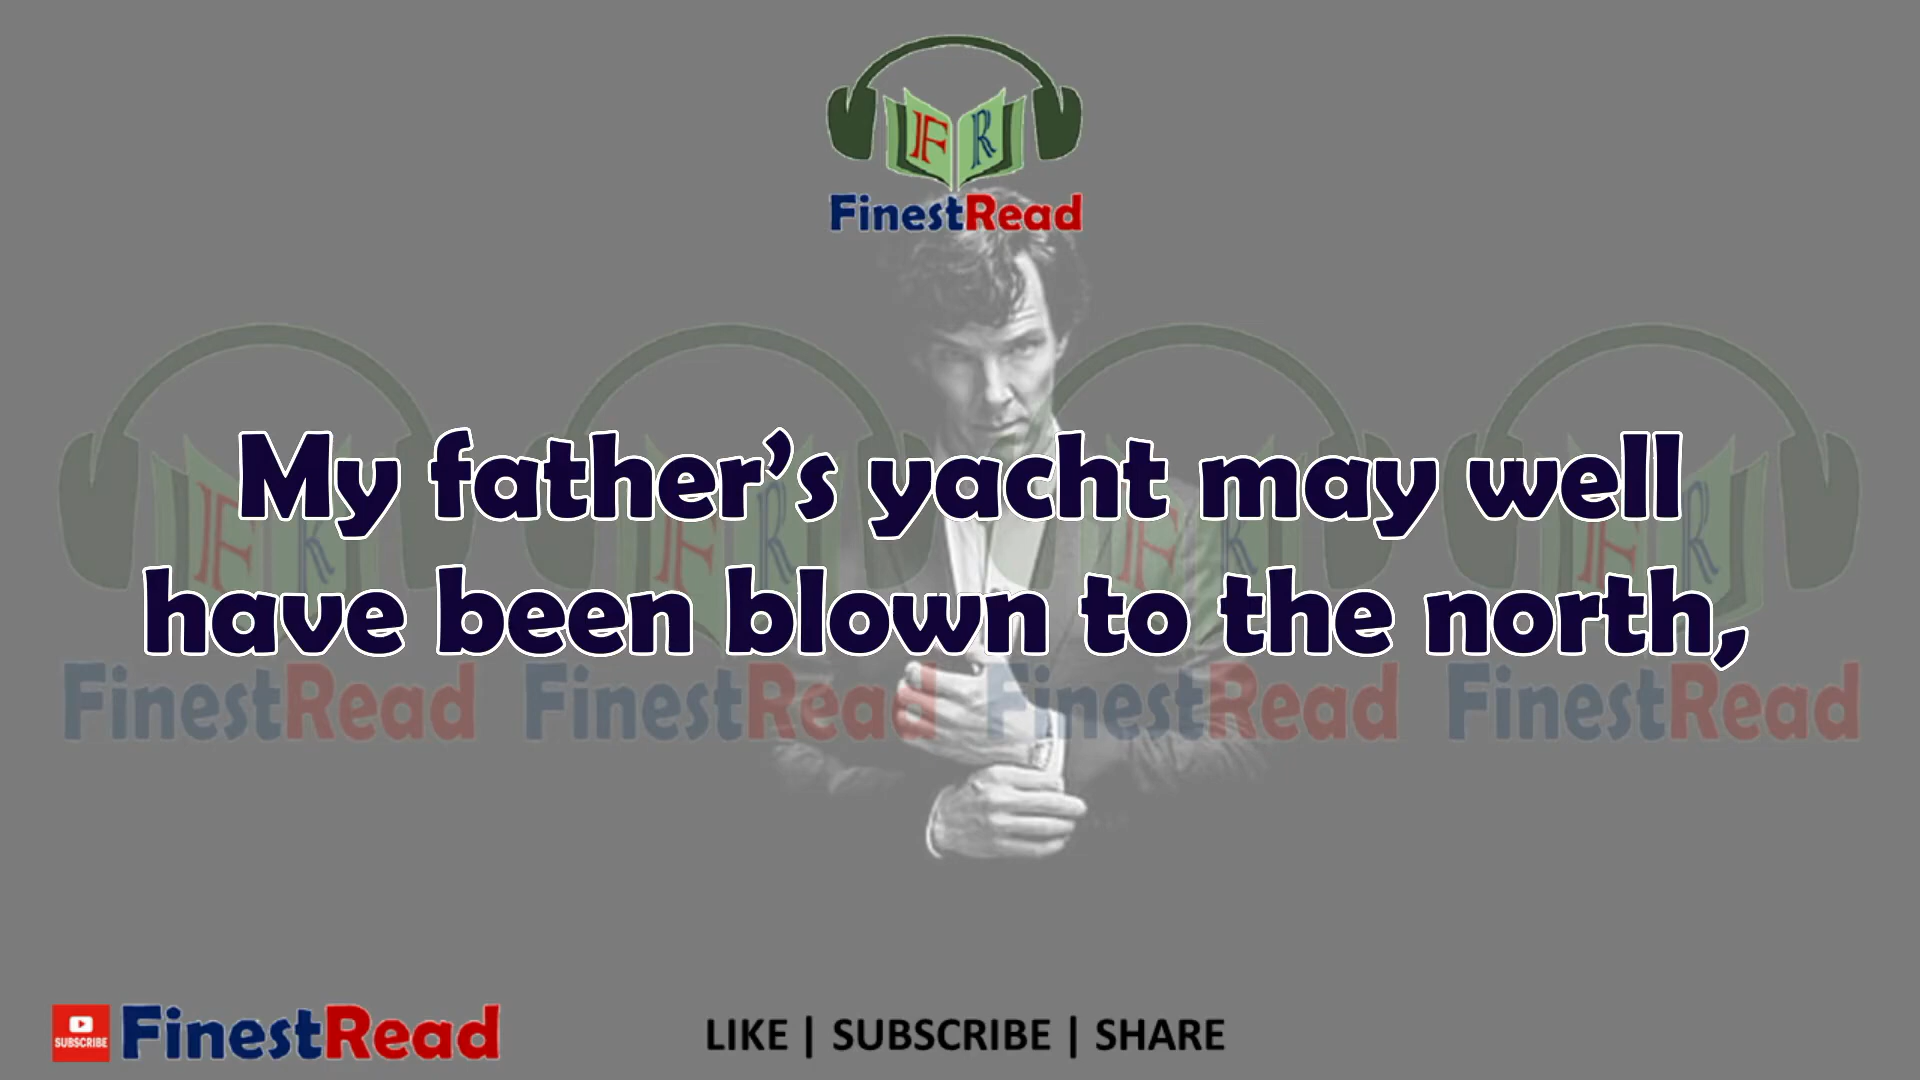 F R
FinestRead
My father’s yacht may well
have been blown to the north,
F R F R F R F R
FinestRead FinestRead FinestRead FinestRead
SUBSCRIBE FinestRead LIKE | SUBSCRIBE | SHARE